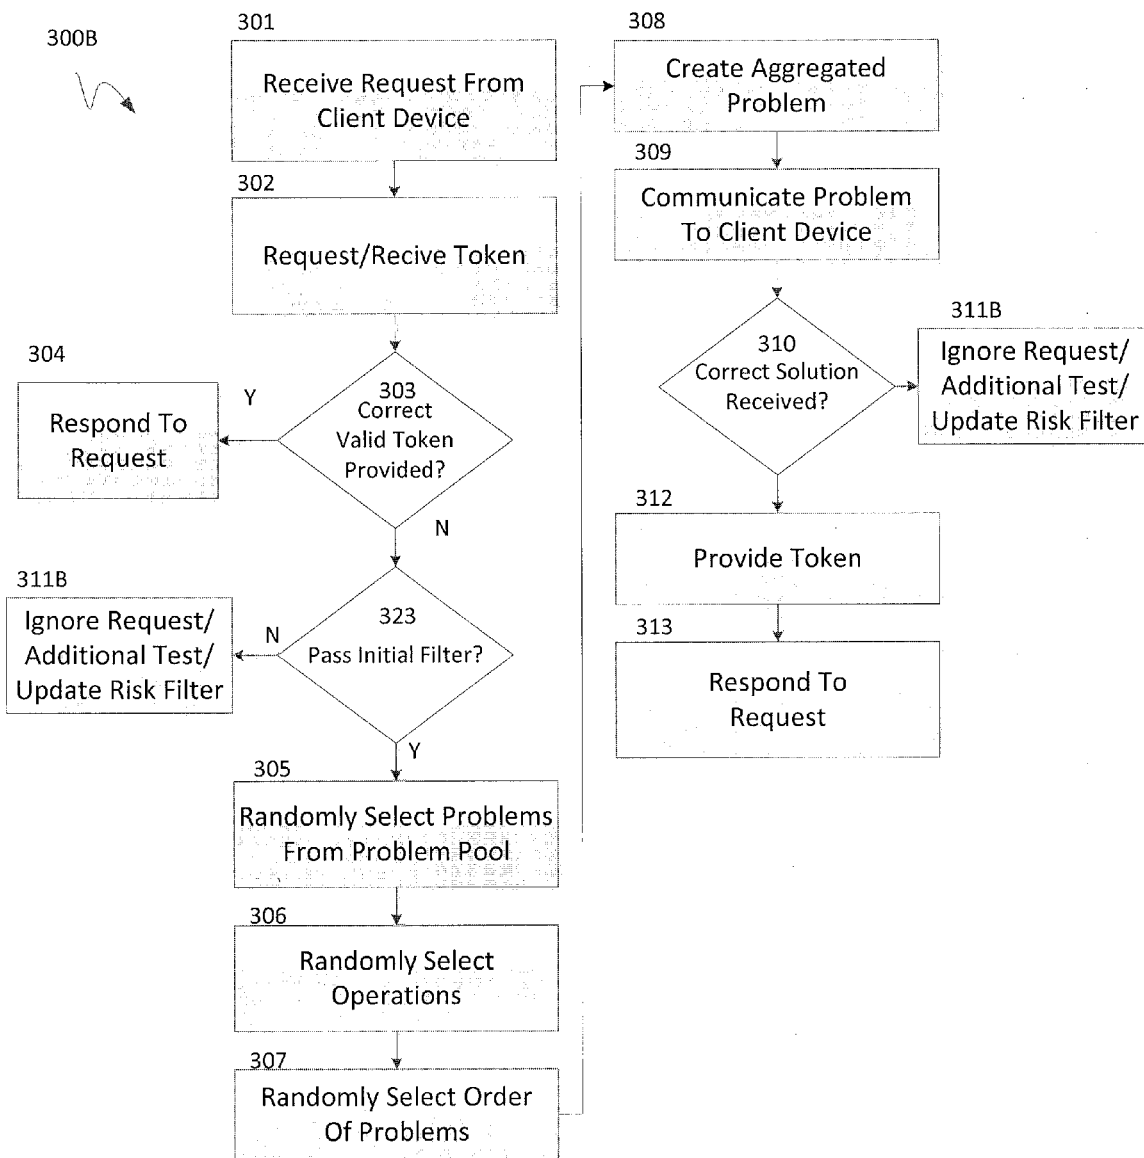 300B
301
Receive Request From
Client Device
302
Request/Recive Token
303
Correct
Valid Token
Provided?
Y
304
Respond To
Request
N
323
Pass Initial Filter?
N
311B
Ignore Request/
Additional Test/
Update Risk Filter
Y
305
Randomly Select Problems
From Problem Pool
306
Randomly Select
Operations
307
Randomly Select Order
Of Problems
308
Create Aggregated
Problem
309
Communicate Problem
To Client Device
310
Correct Solution
Received?
311B
Ignore Request/
Additional Test/
Update Risk Filter
312
Provide Token
313
Respond To
Request